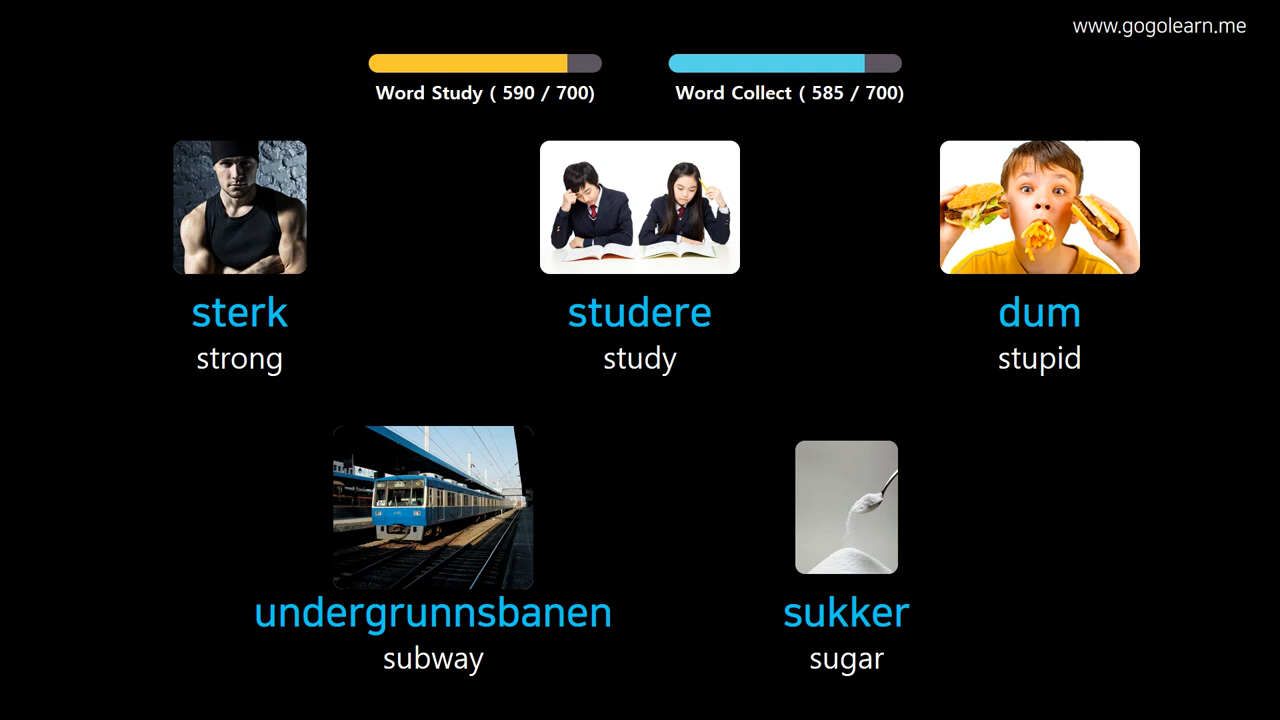 www.gogolearn.me
Word Study ( 590 / 700)
Word Collect ( 585 / 700)
sterk
strong
studere
study
dum
stupid
undergrunnsbanen
subway
sukker
sugar